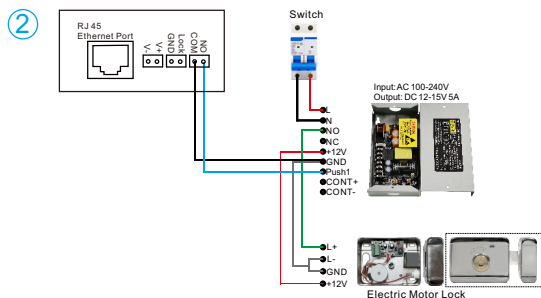 2
RJ 45
Ethernet Port
V-
V+
GND
Lock
COM
NO
Switch
Input:AC 100-240V
Output: DC 12-15V 5A
L
N
NO
NC
+12V
GND
Push1
CONT+
CONT-
L+
L-
GND
+12V
Electric Motor Lock